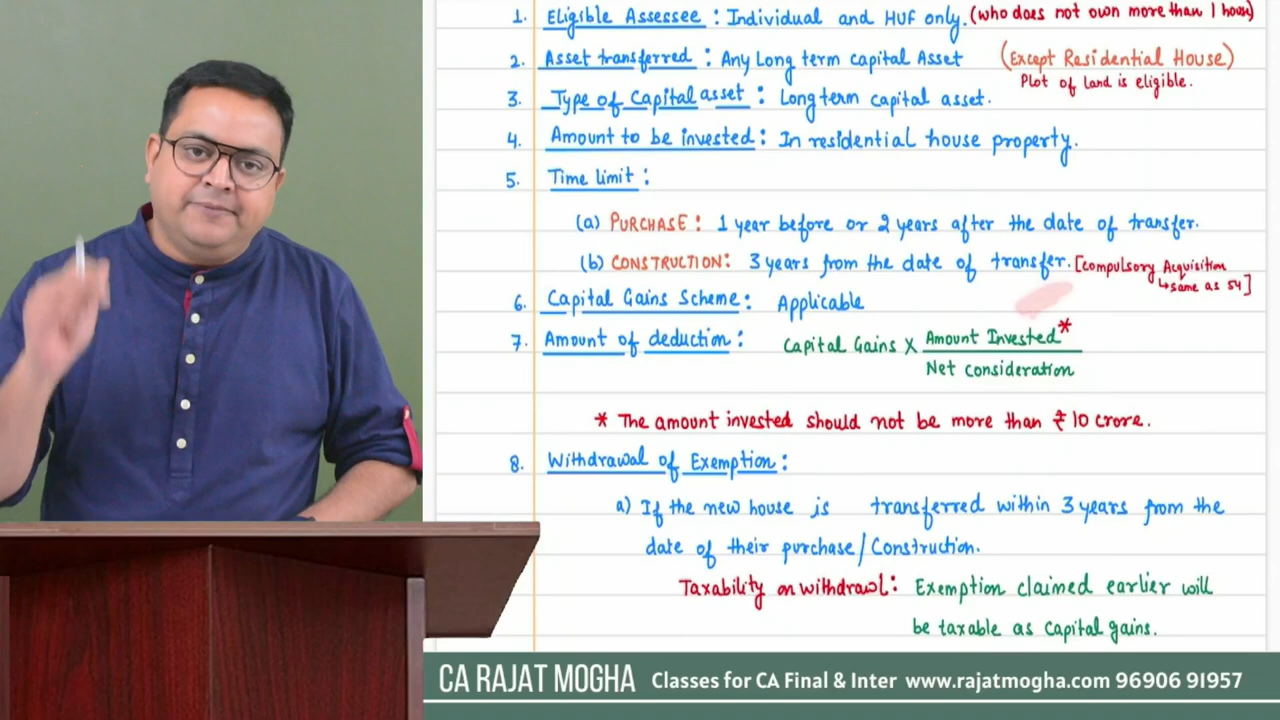 1. Eligible Assessee : Individual and HUF only. (who does not own more than 1 house)
2. Asset transferred : Any Long term capital Asset (Except Residential House)
Plot of land is eligible.
3. Type of Capital asset : Long term capital asset.
4. Amount to be invested : In residential house property.
5. Time limit :
(a) PURCHASE : 1 year before or 2 years after the date of transfer.
(b) CONSTRUCTION : 3 years from the date of transfer. [Compulsory Acquisition
↳ same as 54]
6. Capital Gains Scheme : Applicable
7. Amount of deduction : Capital Gains X Amount Invested*
Net Consideration
* The amount invested should not be more than ₹ 10 crore.
8. Withdrawal of Exemption :
a) If the new house is transferred within 3 years from the
date of their purchase/Construction.
Taxability on withdrawl : Exemption claimed earlier will
be taxable as Capital gains.
CA RAJAT MOGHA Classes for CA Final & Inter www.rajatmogha.com 96906 91957